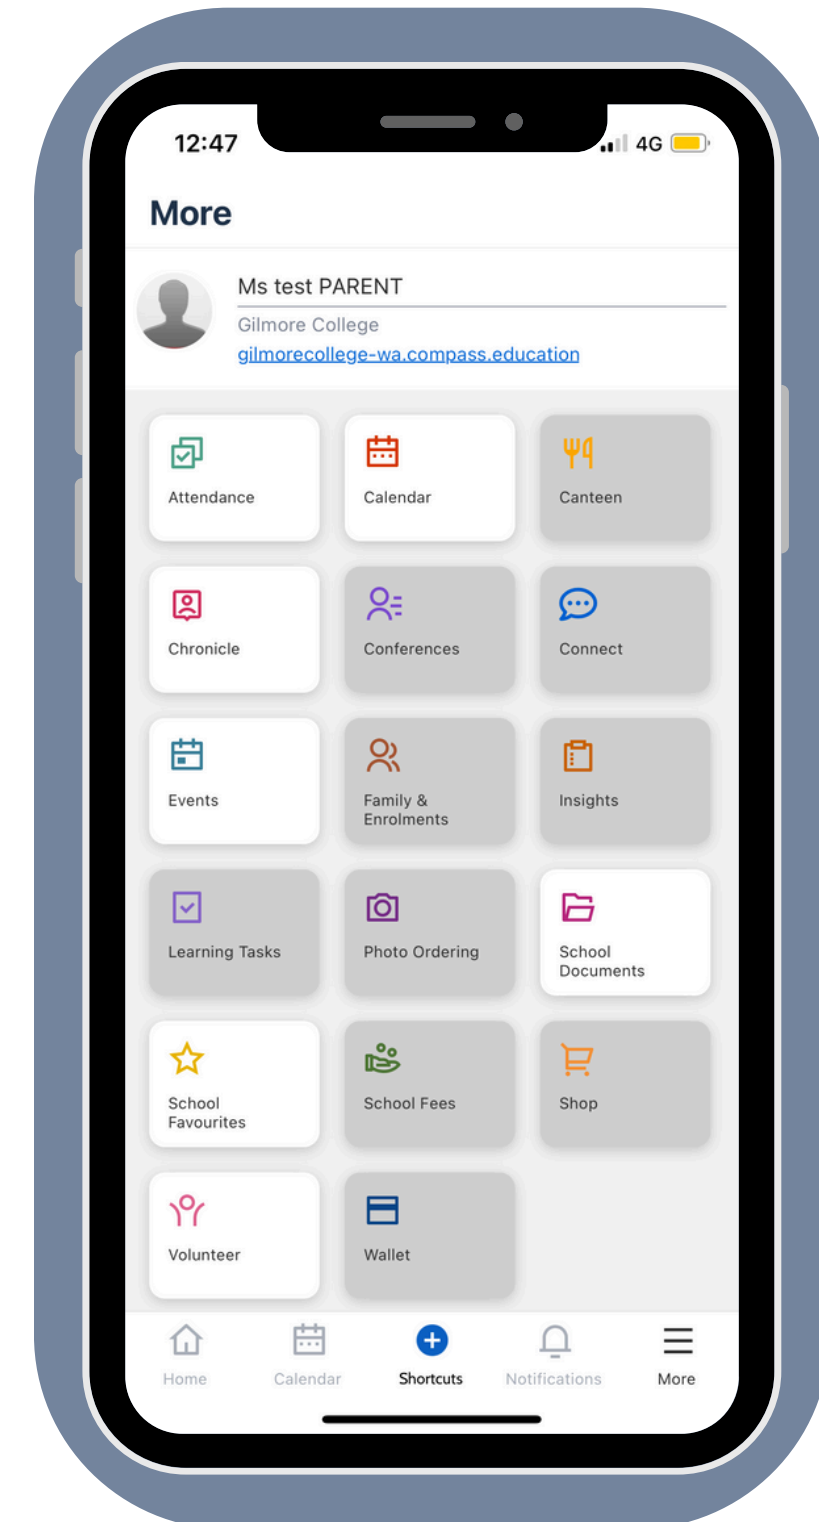 12:47
4G
More
Ms test PARENT
Gilmore College
gilmorecollege-wa.compass.education
Attendance
Calendar
Canteen
Chronicle
Conferences
Connect
Events
Family &
Enrolments
Insights
Learning Tasks
Photo Ordering
School
Documents
School
Favourites
School Fees
Shop
Volunteer
Wallet
Home
Calendar
Shortcuts
Notifications
More